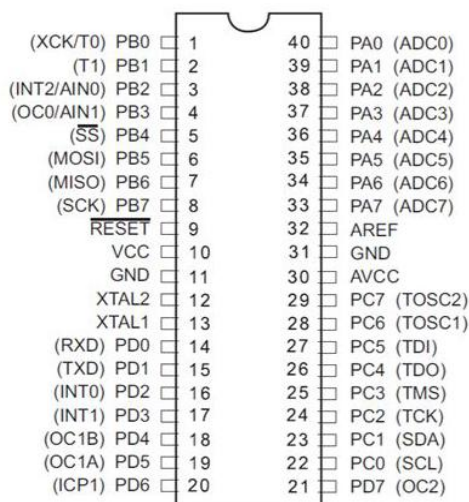 (XCK/T0) PB0 1 40 PA0 (ADC0)
(T1) PB1 2 39 PA1 (ADC1)
(INT2/AIN0) PB2 3 38 PA2 (ADC2)
(OC0/AIN1) PB3 4 37 PA3 (ADC3)
(SS) PB4 5 36 PA4 (ADC4)
(MOSI) PB5 6 35 PA5 (ADC5)
(MISO) PB6 7 34 PA6 (ADC6)
(SCK) PB7 8 33 PA7 (ADC7)
RESET 9 32 AREF
VCC 10 31 GND
GND 11 30 AVCC
XTAL2 12 29 PC7 (TOSC2)
XTAL1 13 28 PC6 (TOSC1)
(RXD) PD0 14 27 PC5 (TDI)
(TXD) PD1 15 26 PC4 (TDO)
(INT0) PD2 16 25 PC3 (TMS)
(INT1) PD3 17 24 PC2 (TCK)
(OC1B) PD4 18 23 PC1 (SDA)
(OC1A) PD5 19 22 PC0 (SCL)
(ICP1) PD6 20 21 PD7 (OC2)